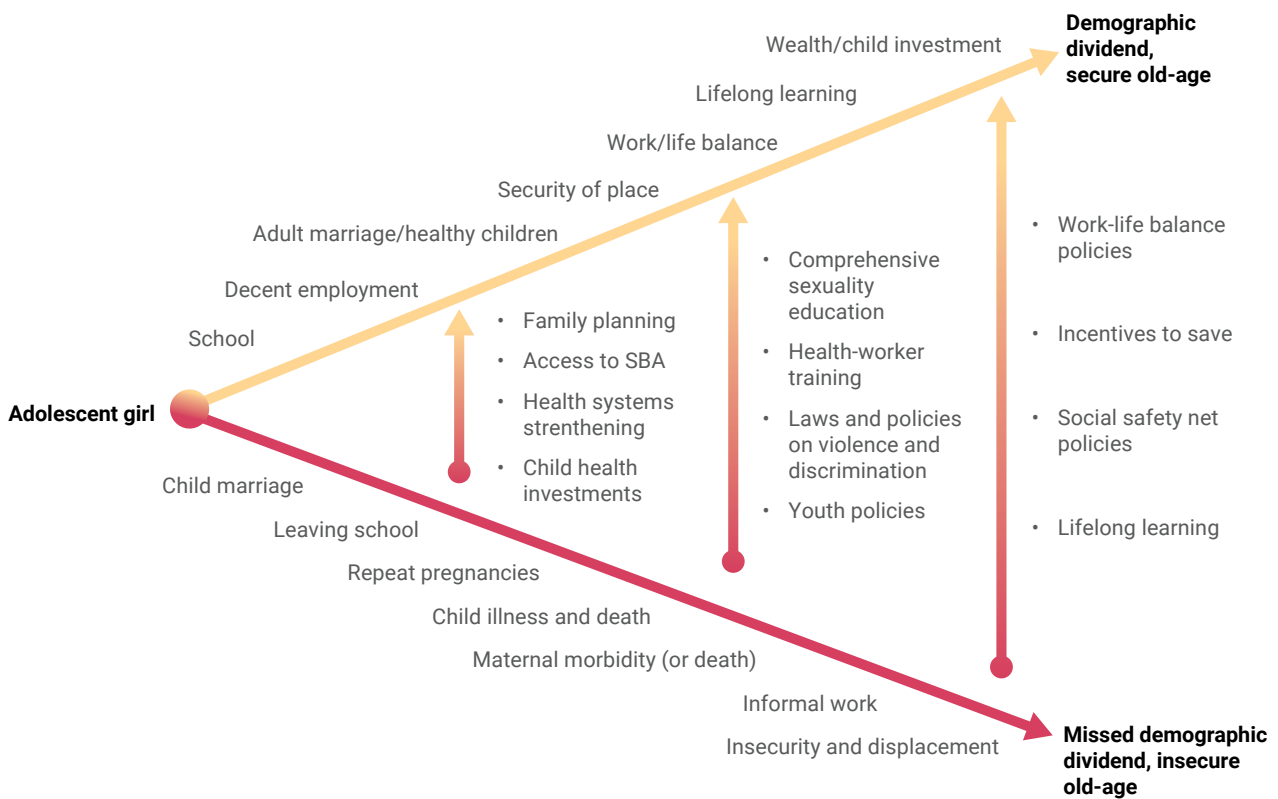 Demographic
dividend,
secure old-age
Wealth/child investment
Lifelong learning
Work/life balance
Security of place
Adult marriage/healthy children
Decent employment
School
Adolescent girl
Child marriage
Leaving school
Repeat pregnancies
Child illness and death
Maternal morbidity (or death)
Informal work
Insecurity and displacement
Missed demographic
dividend, insecure
old-age
• Family planning
• Access to SBA
• Health systems
strenthening
• Child health
investments
• Comprehensive
sexuality
education
• Health-worker
training
• Laws and policies
on violence and
discrimination
• Youth policies
• Work-life balance
policies
• Incentives to save
• Social safety net
policies
• Lifelong learning